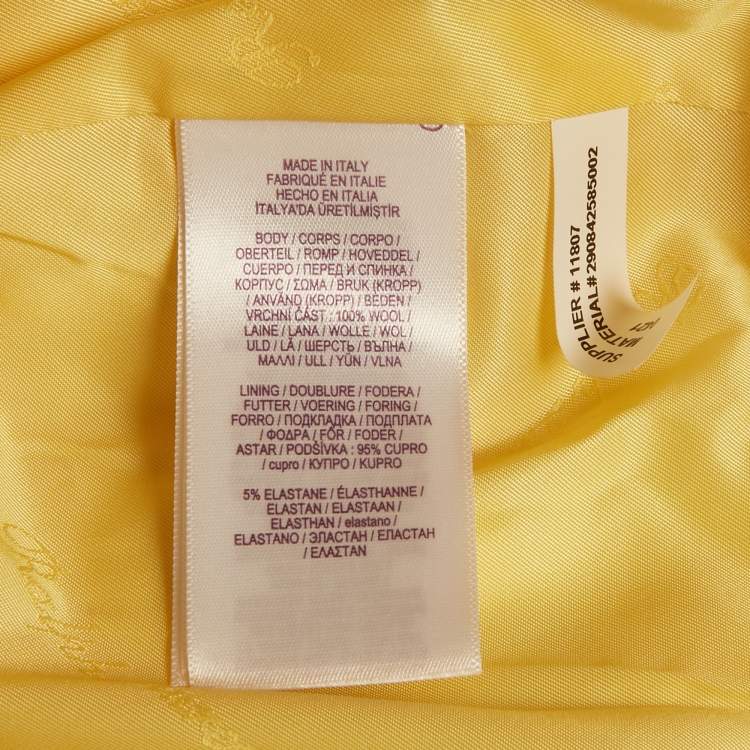 MADE IN ITALY
FABRIQUÉ EN ITALIE
HECHO EN ITALIA
İTALYA'DA ÜRETİLMİŞTİR
BODY / CORPS / CORPO /
OBERTEIL / ROMP / HOVEDDEL /
CUERPO / ПЕРЕД И СПИНКА /
КОРПУС / ΣΩΜΑ / BRUK (KROPP)
/ ANVÄND (KROPP) / BEDEN /
VRCHNÍ ČÁST : 100% WOOL /
LAINE / LANA / WOLLE / WOL /
ULD / LÃ / ШЕРСТЬ / ВЪЛНА /
ΜΑΛΛΙ / ULL / YÜN / VLNA
LINING / DOUBLURE / FODERA /
FUTTER / VOERING / FORING /
FORRO / ПОДКЛАДКА / ПОДПЛАТА
/ ΦΟΔΡΑ / FÔR / FODER /
ASTAR / PODŠÍVKA : 95% CUPRO
/ cupro / КУПРО / KUPRO
5% ELASTANE / ÉLASTHANNE /
ELASTAN / ELASTAAN /
ELASTHAN / elastano /
ELASTANO / ЭЛАСТАН / ЕЛАСТАН
/ ΕΛΑΣΤΑΝ
SUPPLIER # 11807
MATERIAL# 290842585002